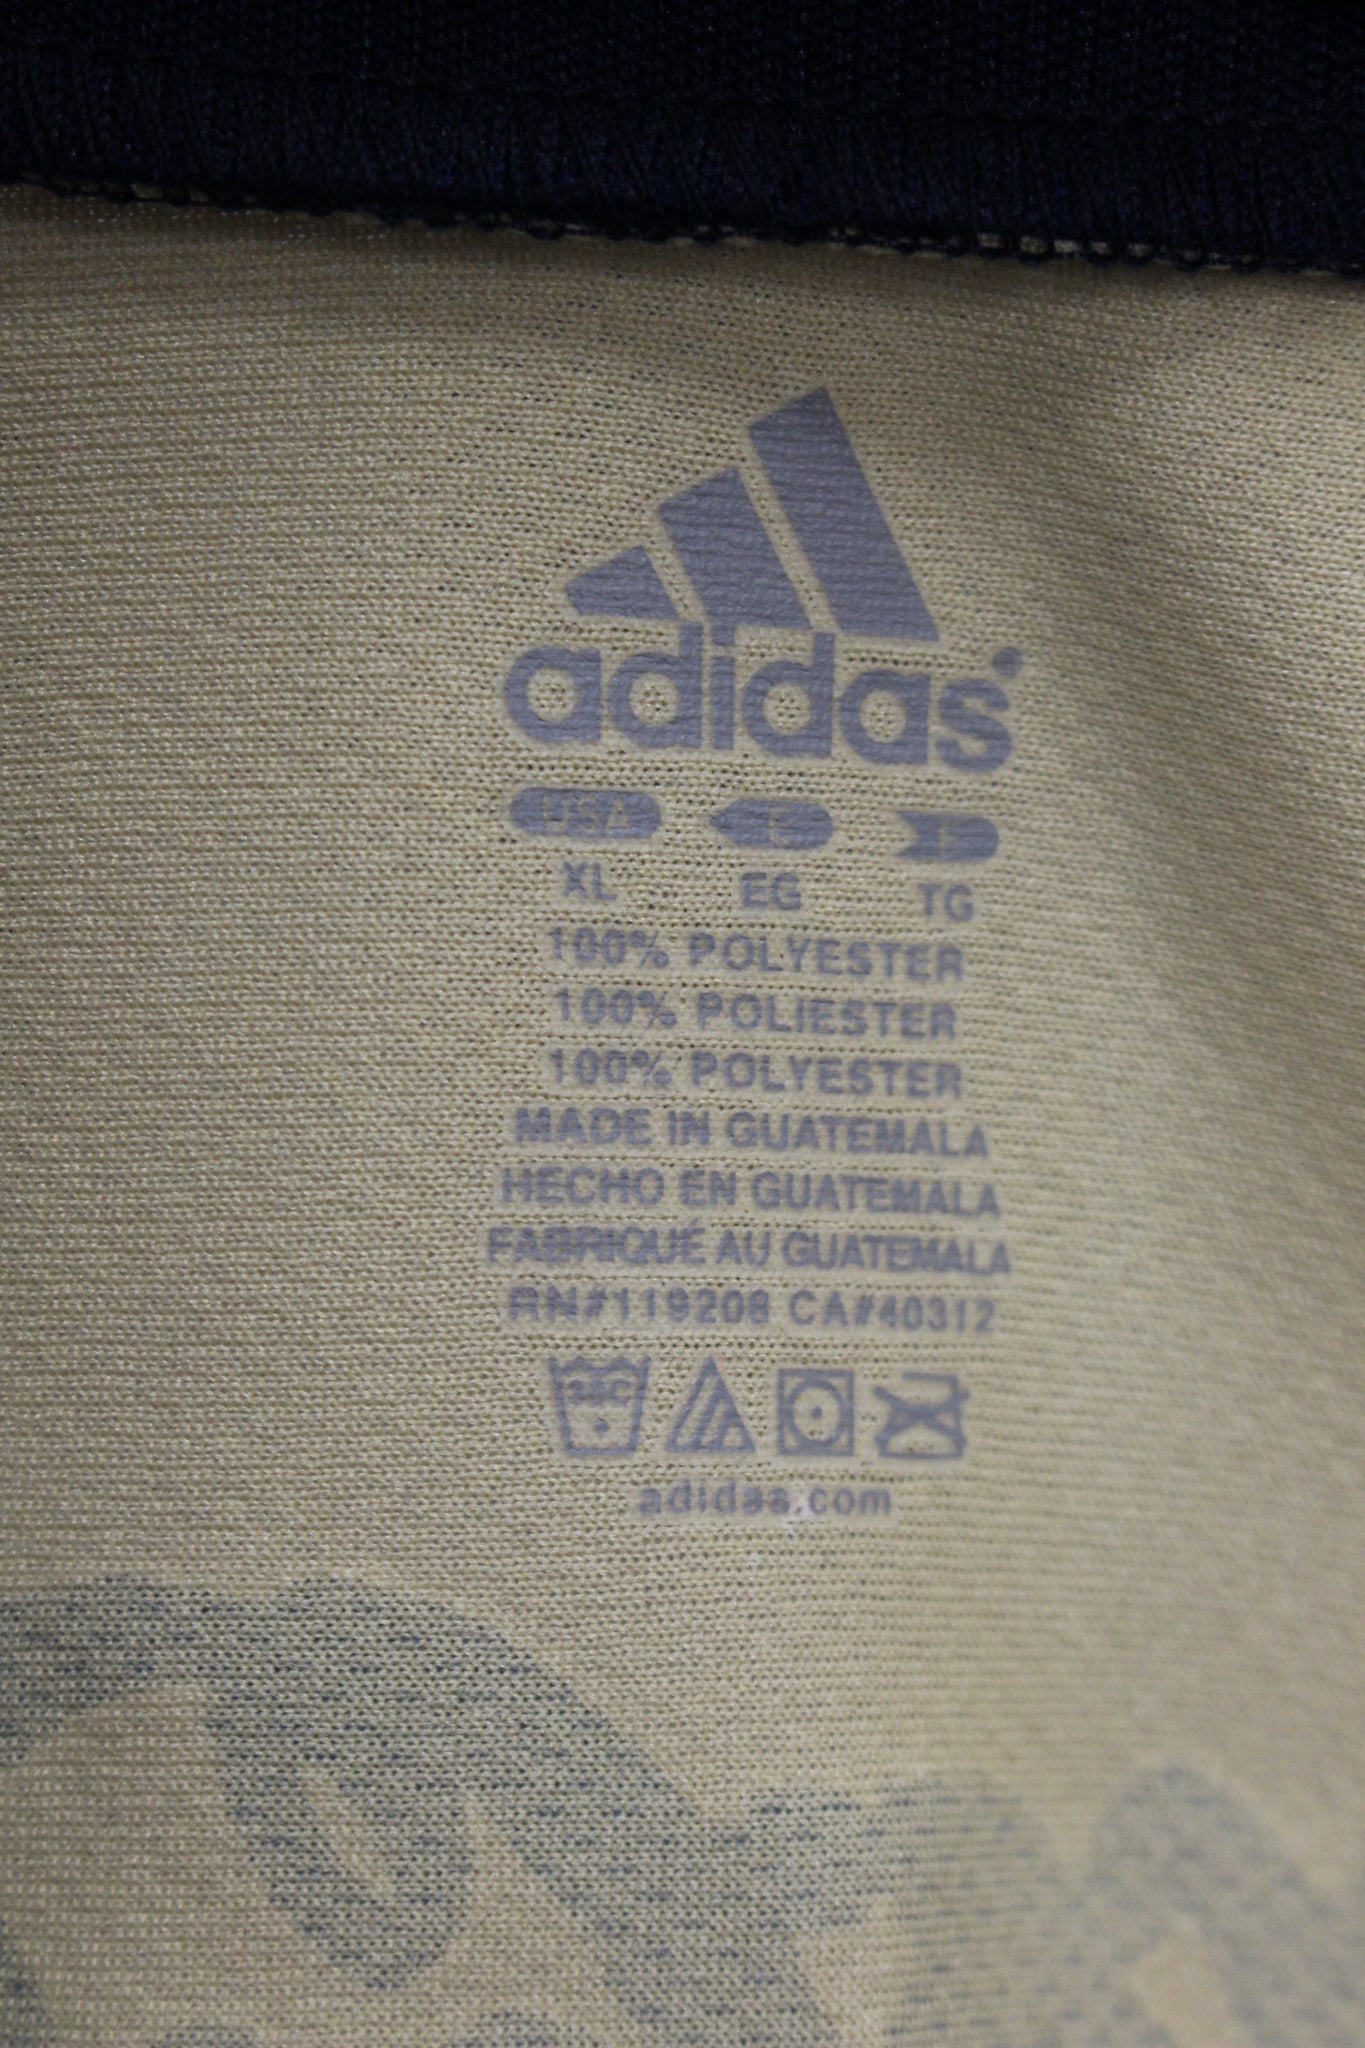 adidas
USA E F
XL EG TG
100% POLYESTER
100% POLIESTER
100% POLYESTER
MADE IN GUATEMALA
HECHO EN GUATEMALA
FABRIQUÉ AU GUATEMALA
RN#119208 CA#40312
adidas.com